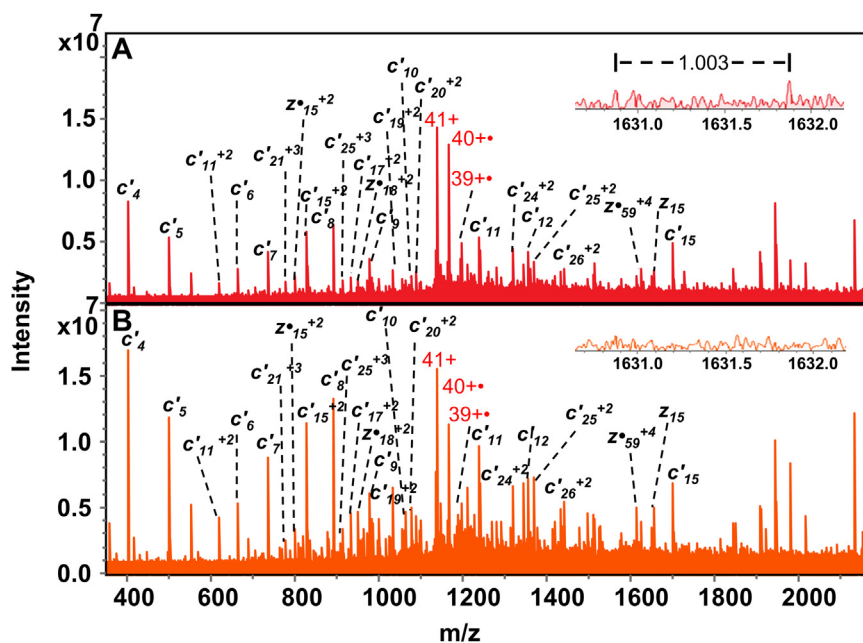 7
x10
A
1.5
1.0
0.5
0.0
c'4
c'5
c'11+2
c'6
c'7
c'21+3
z•15+2
c'15+2
c'8
c'25+3
c'17+2
z•18+2
c'9
c'19+2
c'10
c'20+2
41+
40+•
39+•
c'11
c'24+2
c'12
c'25+2
c'26+2
z•59+4
z15
c'15
1.003
1631.0 1631.5 1632.0
7
x10
B
1.5
1.0
0.5
0.0
c'4
c'5
c'11+2
c'6
c'7
c'21+3
z•15+2
c'15+2
c'8
c'25+3
c'17+2
z•18+2
c'9
c'19+2
c'10
c'20+2
41+
40+•
39+•
c'11
c'24+2
c'12
c'25+2
c'26+2
z•59+4
z15
c'15
1631.0 1631.5 1632.0
Intensity
400 600 800 1000 1200 1400 1600 1800 2000
m/z